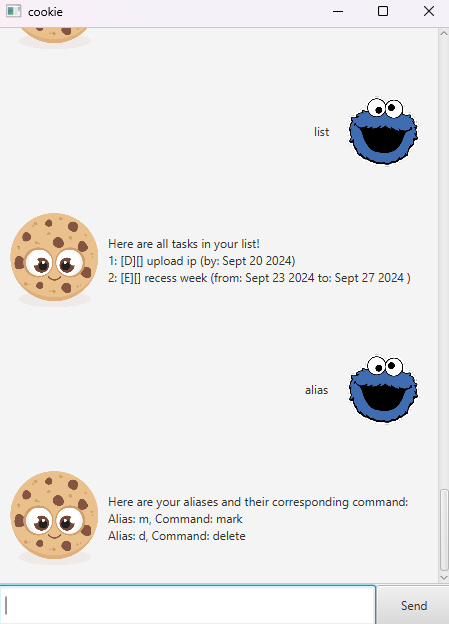 cookie
list
Here are all tasks in your list!
1: [D][] upload ip (by: Sept 20 2024)
2: [E][] recess week (from: Sept 23 2024 to: Sept 27 2024 )
alias
Here are your aliases and their corresponding command:
Alias: m, Command: mark
Alias: d, Command: delete
Send